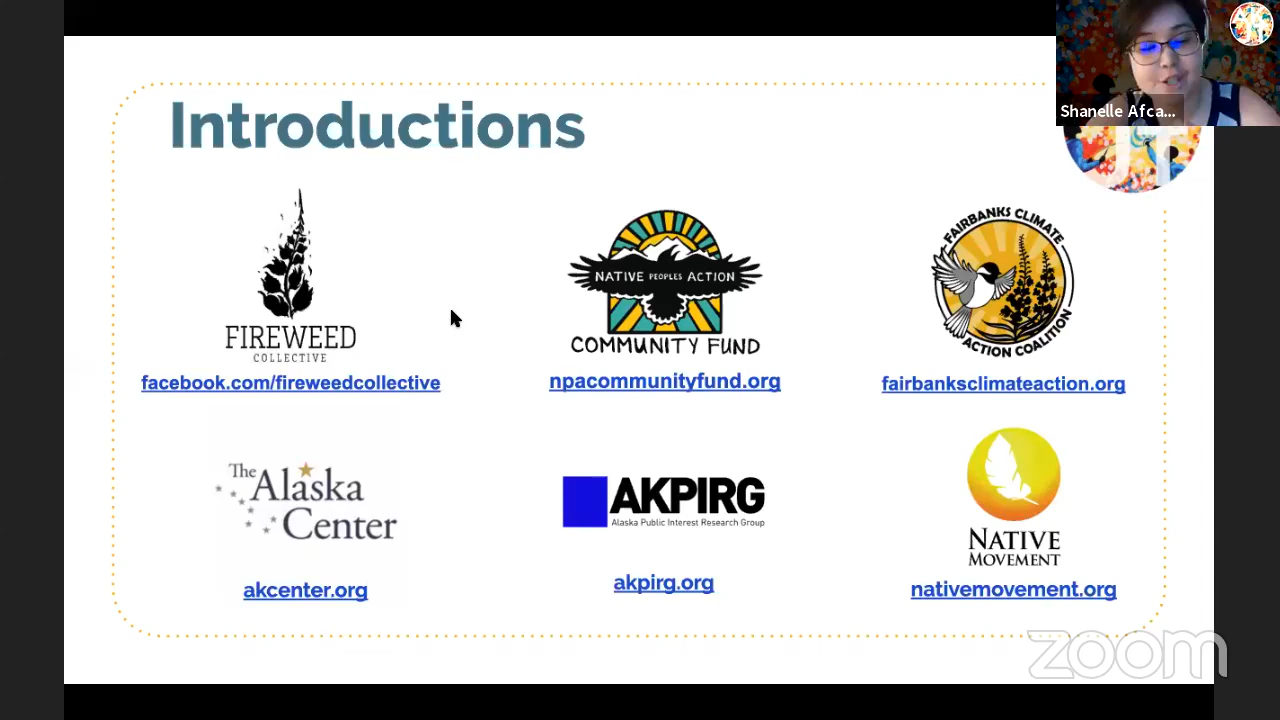 Introductions
Shanelle Afca...
FIREWEED
COLLECTIVE
facebook.com/fireweedcollective
NATIVE PEOPLES ACTION
COMMUNITY FUND
npacommunityfund.org
FAIRBANKS CLIMATE
ACTION COALITION
fairbanksclimateaction.org
The
Alaska
Center
akcenter.org
AKPIRG
Alaska Public Interest Research Group
akpirg.org
NATIVE
MOVEMENT
nativemovement.org
zoom